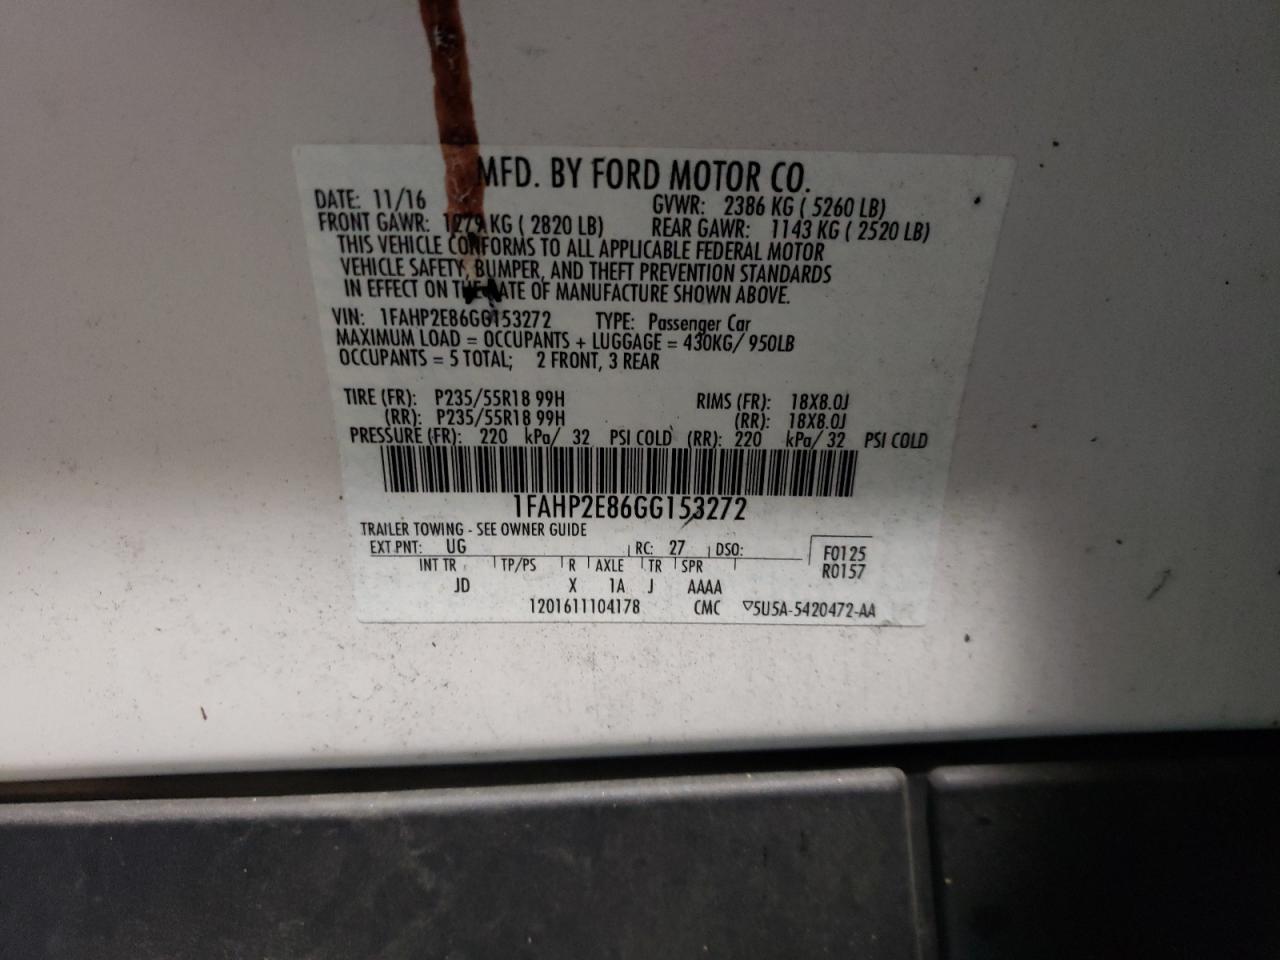 MFD. BY FORD MOTOR CO.
DATE: 11/16 GVWR: 2386 KG ( 5260 LB)
FRONT GAWR: 1279 KG ( 2820 LB) REAR GAWR: 1143 KG ( 2520 LB)
THIS VEHICLE CONFORMS TO ALL APPLICABLE FEDERAL MOTOR
VEHICLE SAFETY, BUMPER, AND THEFT PREVENTION STANDARDS
IN EFFECT ON THE DATE OF MANUFACTURE SHOWN ABOVE.
VIN: 1FAHP2E86GG153272 TYPE: Passenger Car
MAXIMUM LOAD = OCCUPANTS + LUGGAGE = 430KG/ 950LB
OCCUPANTS = 5 TOTAL; 2 FRONT, 3 REAR
TIRE (FR): P235/55R18 99H RIMS (FR): 18X8.0J
(RR): P235/55R18 99H (RR): 18X8.0J
PRESSURE (FR): 220 kPa/ 32 PSI COLD (RR): 220 kPa/ 32 PSI COLD
1FAHP2E86GG153272
TRAILER TOWING - SEE OWNER GUIDE
EXT PNT: UG RC: 27 DSO: F0125
INT TR TP/PS R AXLE TR SPR R0157
JD X 1A J AAAA
1201611104178 CMC ▽5U5A-5420472-AA